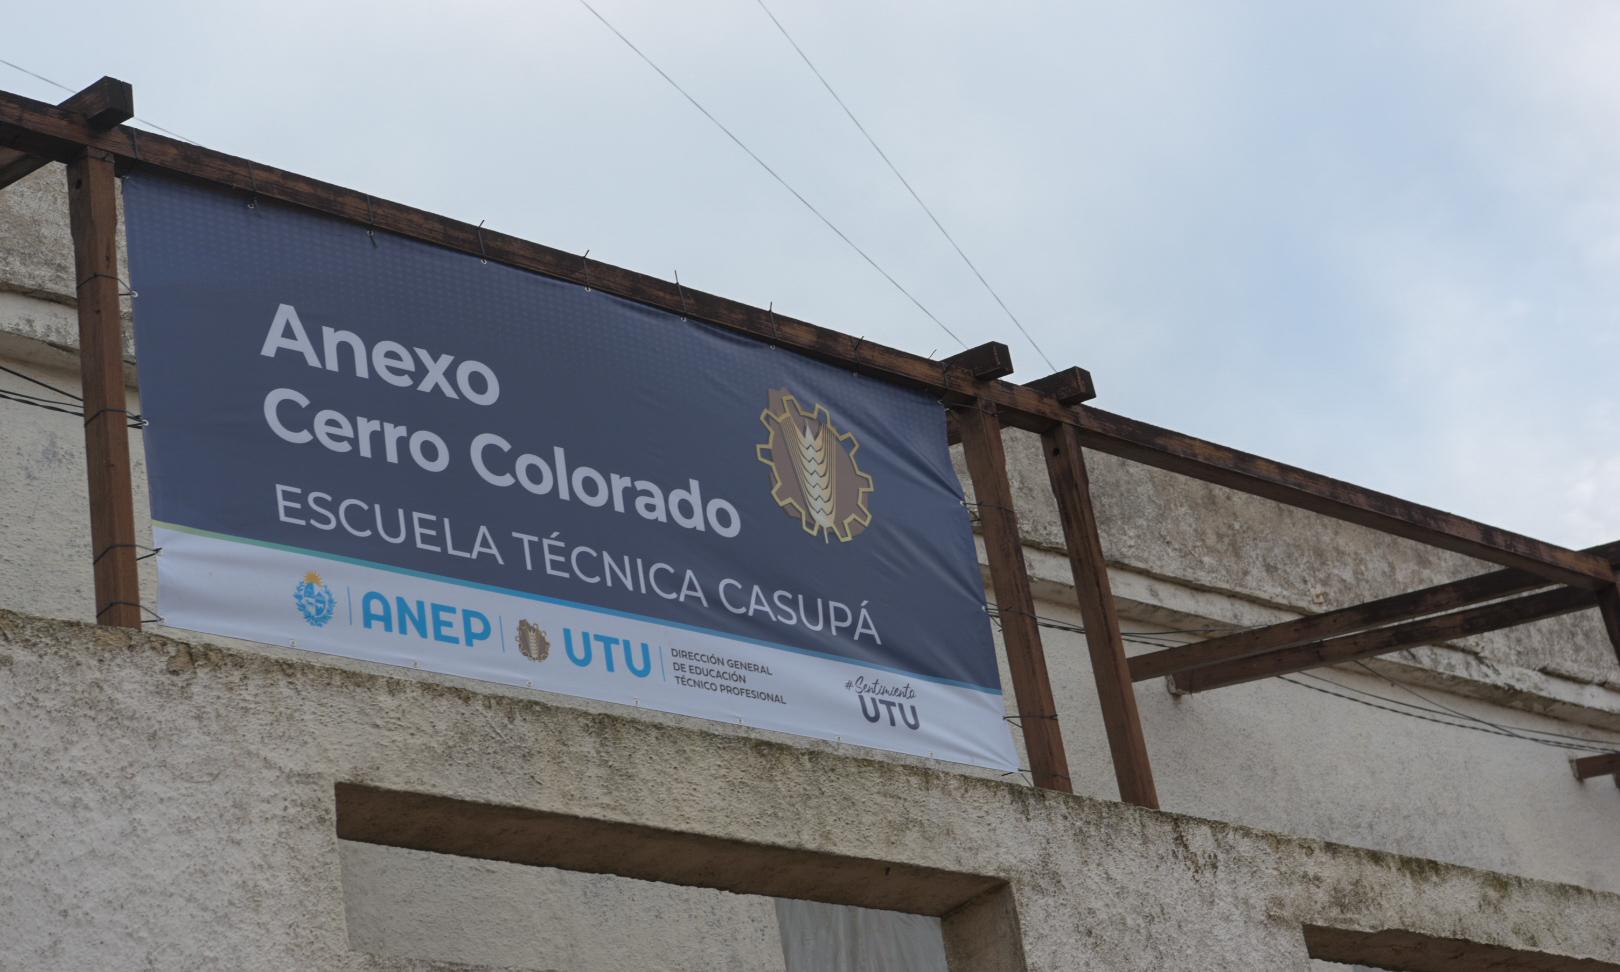 Anexo
Cerro Colorado
ESCUELA TÉCNICA CASUPÁ
ANEP
UTU
DIRECCIÓN GENERAL
DE EDUCACIÓN
TÉCNICO PROFESIONAL
#Sentimiento
UTU